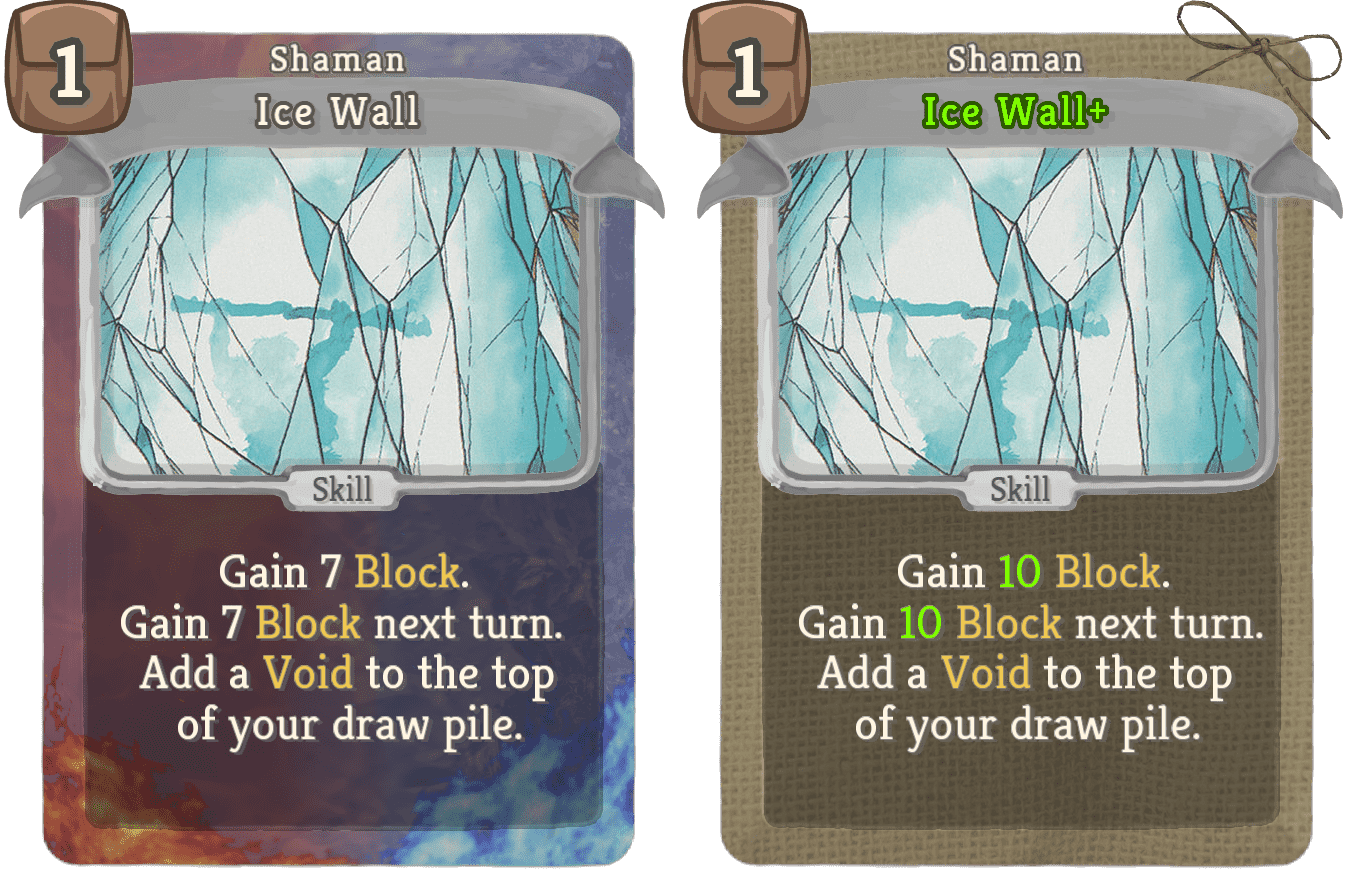 1
Shaman
Ice Wall
Skill
Gain 7 Block.
Gain 7 Block next turn.
Add a Void to the top
of your draw pile.
1
Shaman
Ice Wall+
Skill
Gain 10 Block.
Gain 10 Block next turn.
Add a Void to the top
of your draw pile.